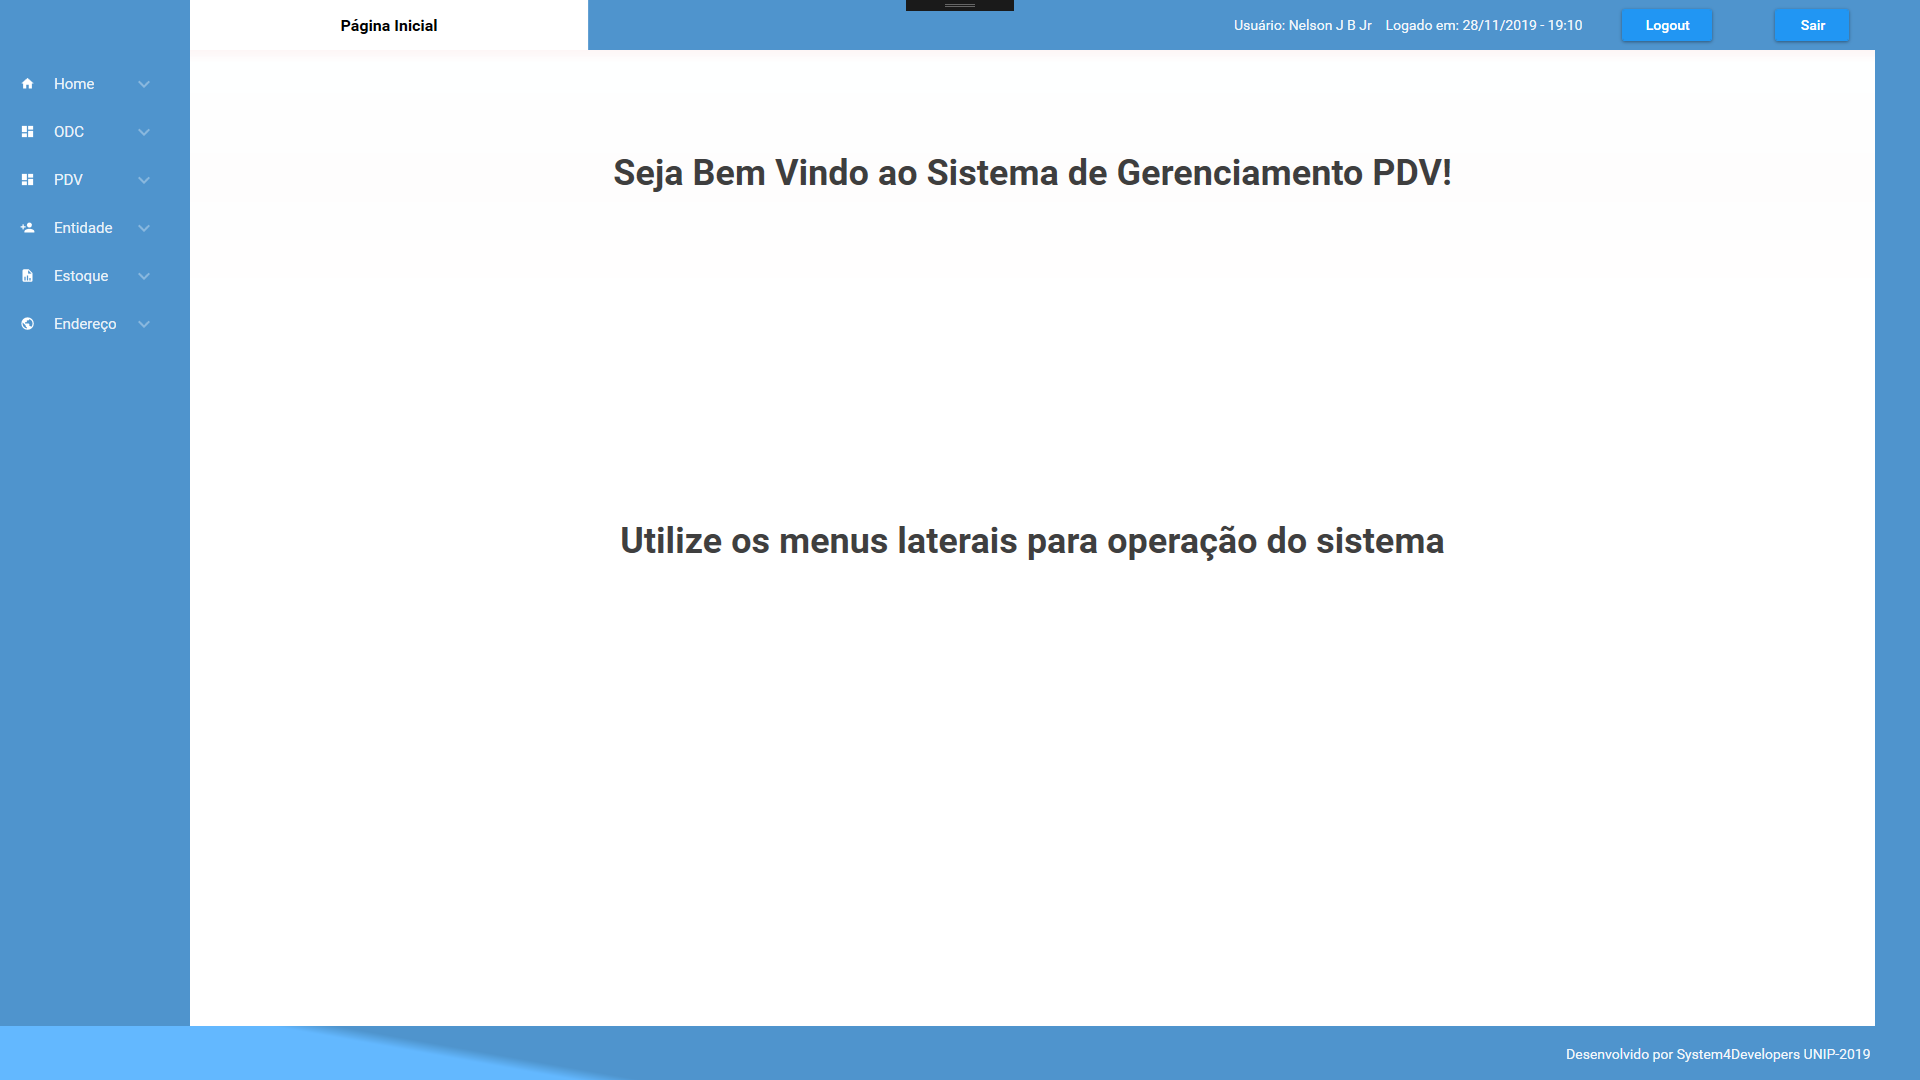 Página Inicial
Usuário: Nelson J B Jr Logado em: 28/11/2019 - 19:10
Logout
Sair
Home
ODC
PDV
Entidade
Estoque
Endereço
Seja Bem Vindo ao Sistema de Gerenciamento PDV!
Utilize os menus laterais para operação do sistema
Desenvolvido por System4Developers UNIP-2019